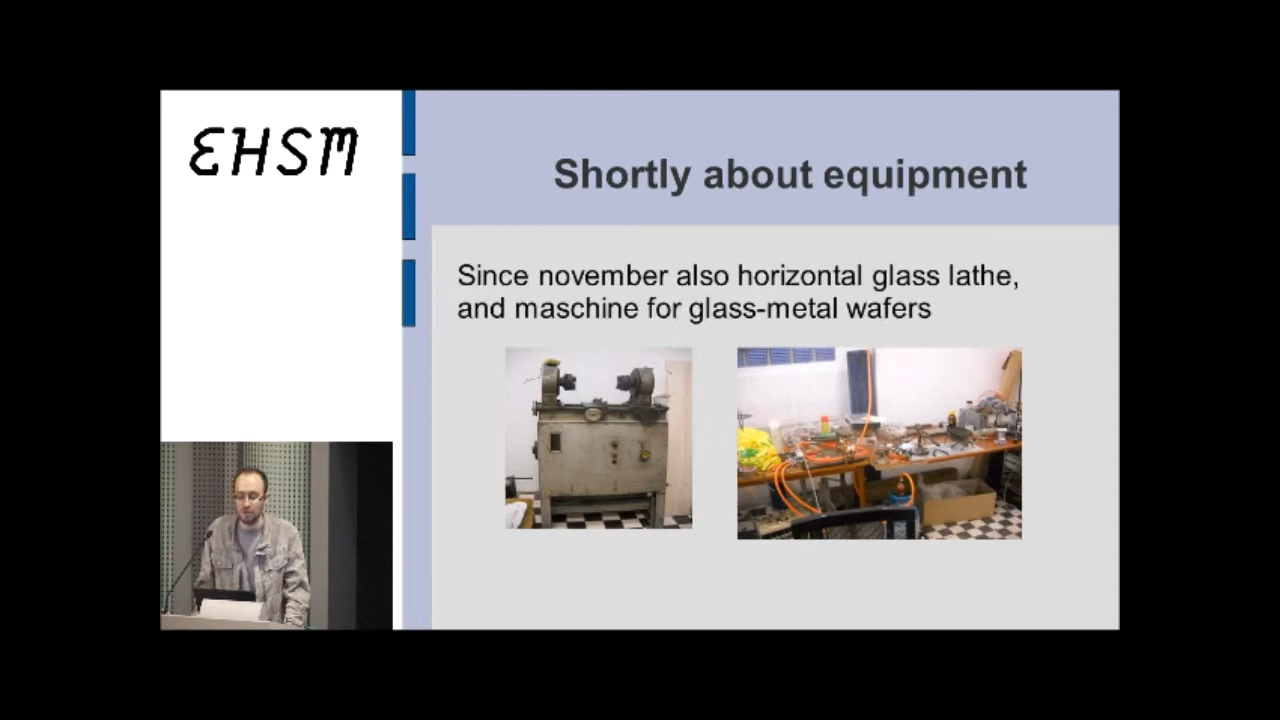 EHSM
Shortly about equipment
Since november also horizontal glass lathe,
and maschine for glass-metal wafers